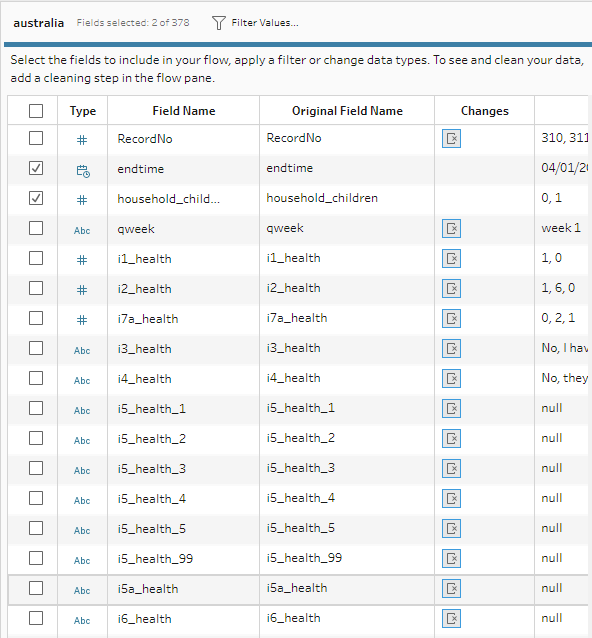 australia Fields selected: 2 of 378 Filter Values...
Select the fields to include in your flow, apply a filter or change data types. To see and clean your data,
add a cleaning step in the flow pane.
Type Field Name Original Field Name Changes
# RecordNo RecordNo 310, 311
endtime endtime 04/01/20
# household_child... household_children 0, 1
Abc qweek qweek week 1
# i1_health i1_health 1, 0
# i2_health i2_health 1, 6, 0
# i7a_health i7a_health 0, 2, 1
Abc i3_health i3_health No, I hav
Abc i4_health i4_health No, they
Abc i5_health_1 i5_health_1 null
Abc i5_health_2 i5_health_2 null
Abc i5_health_3 i5_health_3 null
Abc i5_health_4 i5_health_4 null
Abc i5_health_5 i5_health_5 null
Abc i5_health_99 i5_health_99 null
Abc i5a_health i5a_health null
Abc i6_health i6_health null